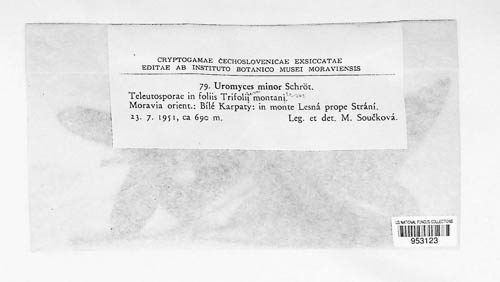 CRYPTOGAMAE ČECHOSLOVENICAE EXSICCATAE
EDITAE AB INSTITUTO BOTANICO MUSEI MORAVIENSIS
79. Uromyces minor Schröt.
Teleutosporae in foliis Trifolii montani.
Moravia orient.: Bílé Karpaty: in monte Lesná prope Strání.
23. 7. 1951, ca 690 m. Leg. et det. M. Součková.
US NATIONAL FUNGUS COLLECTIONS
953123